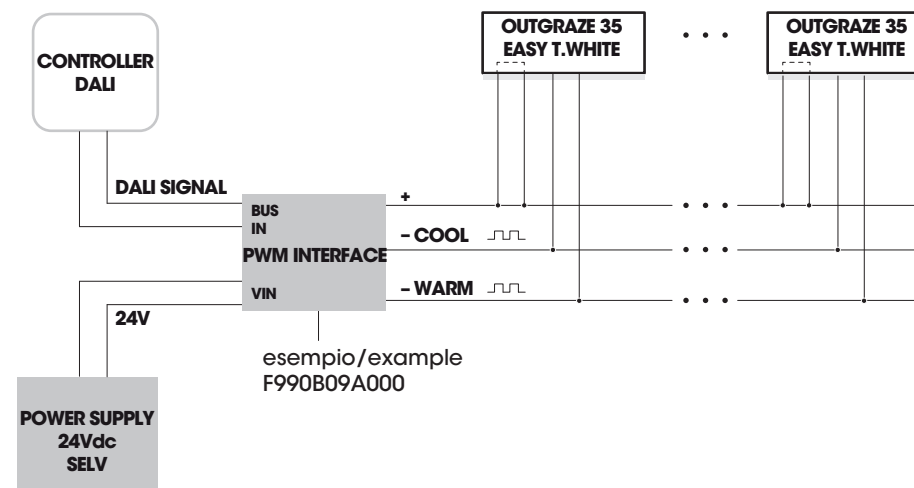 CONTROLLER
DALI
OUTGRAZE 35
EASY T.WHITE
OUTGRAZE 35
EASY T.WHITE
DALI SIGNAL
BUS
IN
PWM INTERFACE
VIN
+
– COOL
– WARM
24V
esempio/example
F990B09A000
POWER SUPPLY
24Vdc
SELV